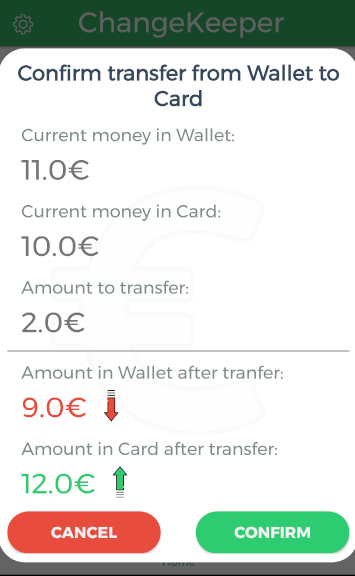 ChangeKeeper
Confirm transfer from Wallet to
Card
Current money in Wallet:
11.0€
Current money in Card:
10.0€
Amount to transfer:
2.0€
Amount in Wallet after tranfer:
9.0€
Amount in Card after transfer:
12.0€
CANCEL CONFIRM
Home